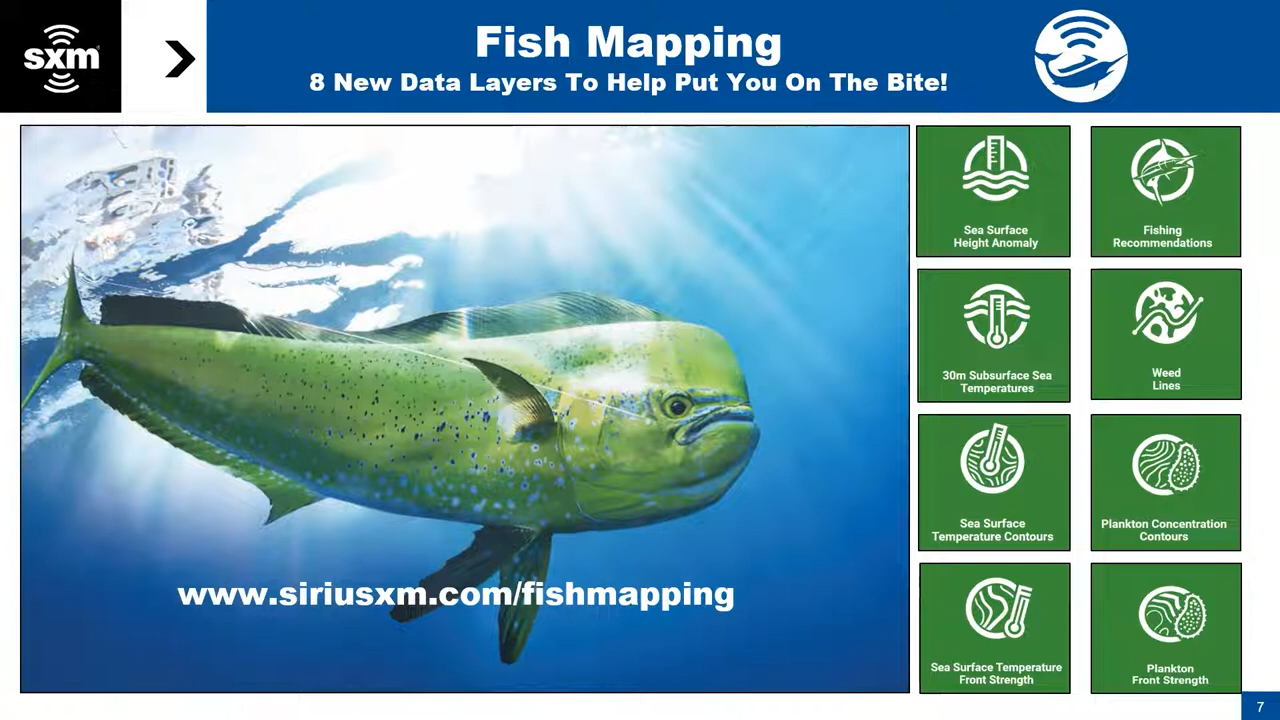 sxm
Fish Mapping
8 New Data Layers To Help Put You On The Bite!
Sea Surface
Height Anomaly
Fishing
Recommendations
30m Subsurface Sea
Temperatures
Weed
Lines
Sea Surface
Temperature Contours
Plankton Concentration
Contours
Sea Surface Temperature
Front Strength
Plankton
Front Strength
www.siriusxm.com/fishmapping
7